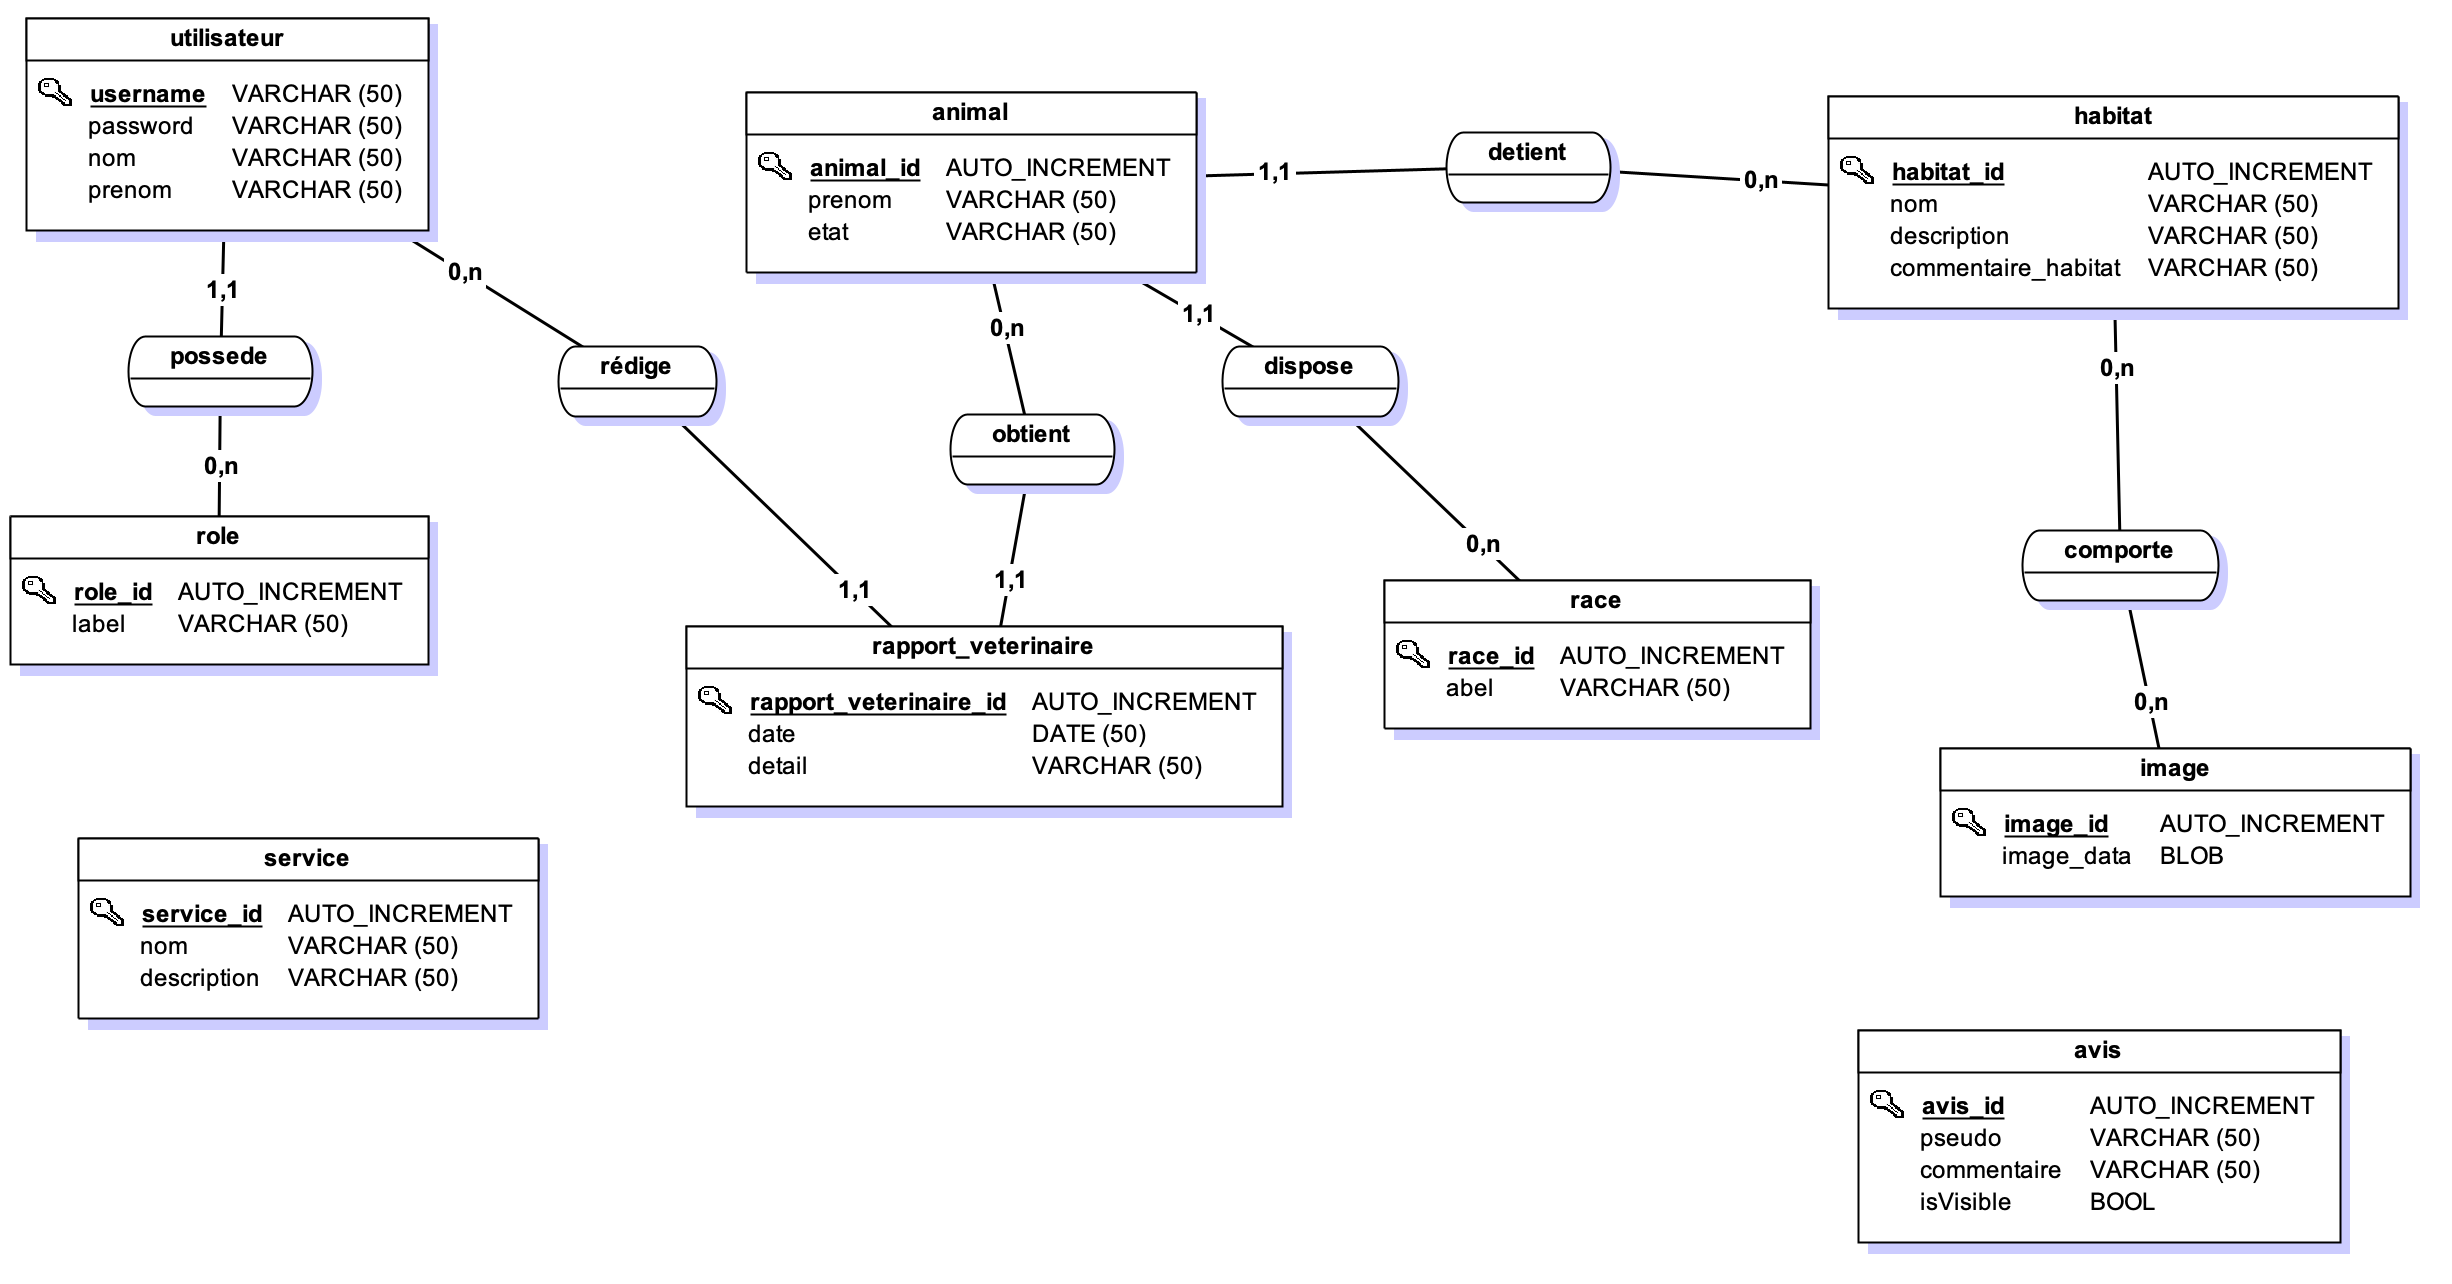 utilisateur
username VARCHAR (50)
password VARCHAR (50)
nom VARCHAR (50)
prenom VARCHAR (50)
animal
animal_id AUTO_INCREMENT
prenom VARCHAR (50)
etat VARCHAR (50)
1,1
detient
0,n
habitat
habitat_id AUTO_INCREMENT
nom VARCHAR (50)
description VARCHAR (50)
commentaire_habitat VARCHAR (50)
1,1
possede
0,n
0,n
rédige
1,1
0,n
obtient
1,1
1,1
dispose
0,n
0,n
comporte
0,n
role
role_id AUTO_INCREMENT
label VARCHAR (50)
rapport_veterinaire
rapport_veterinaire_id AUTO_INCREMENT
date DATE (50)
detail VARCHAR (50)
race
race_id AUTO_INCREMENT
abel VARCHAR (50)
image
image_id AUTO_INCREMENT
image_data BLOB
service
service_id AUTO_INCREMENT
nom VARCHAR (50)
description VARCHAR (50)
avis
avis_id AUTO_INCREMENT
pseudo VARCHAR (50)
commentaire VARCHAR (50)
isVisible BOOL